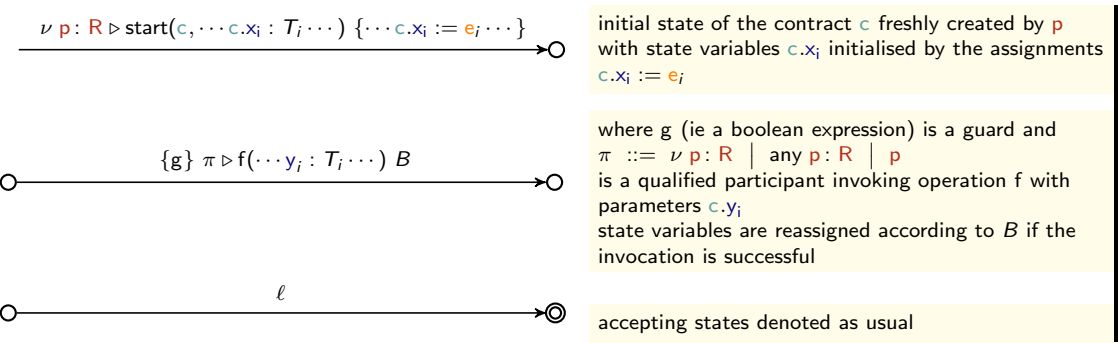 ν p : R ▹ start(c, ⋯ c.xᵢ : Tᵢ ⋯ ) {⋯ c.xᵢ := eᵢ ⋯ }
initial state of the contract c freshly created by p
with state variables c.xᵢ initialised by the assignments
c.xᵢ := eᵢ
{g} π ▹ f(⋯ yᵢ : Tᵢ ⋯ ) B
where g (ie a boolean expression) is a guard and
π ::= ν p : R | any p : R | p
is a qualified participant invoking operation f with
parameters c.yᵢ
state variables are reassigned according to B if the
invocation is successful
ℓ
accepting states denoted as usual